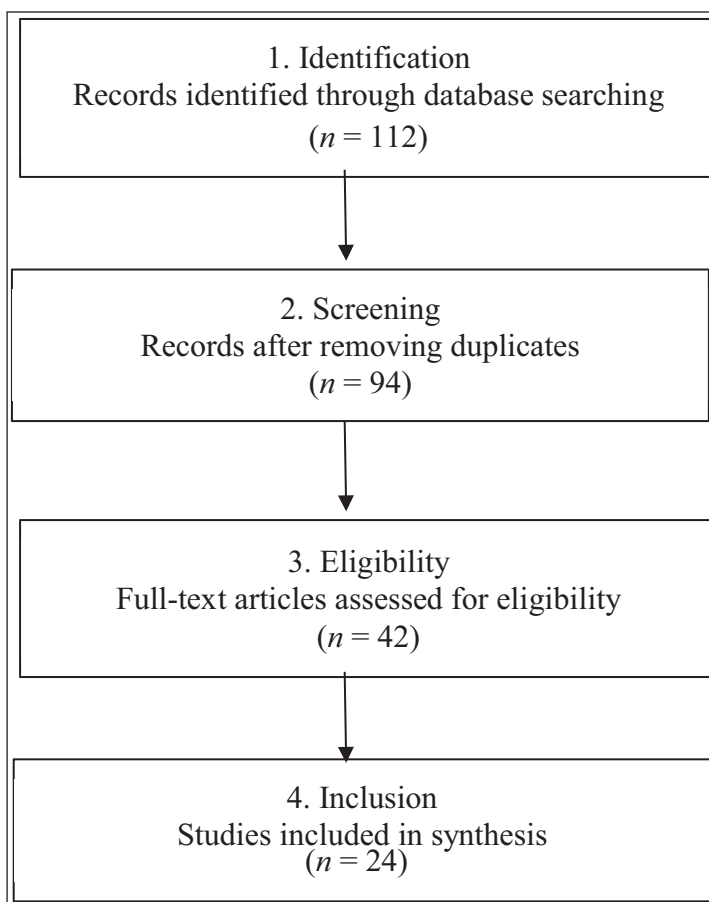 1. Identification
Records identified through database searching
(n = 112)
2. Screening
Records after removing duplicates
(n = 94)
3. Eligibility
Full-text articles assessed for eligibility
(n = 42)
4. Inclusion
Studies included in synthesis
(n = 24)